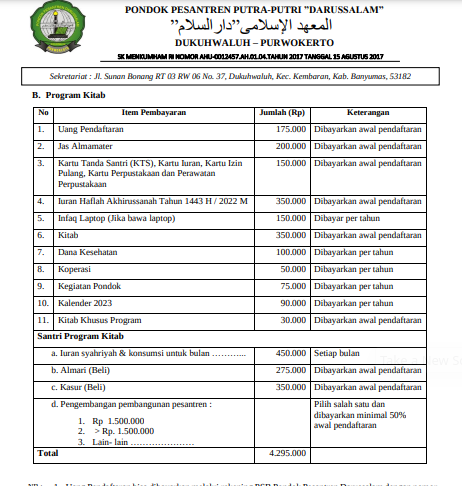 PONDOK PESANTREN PUTRA-PUTRI "DARUSSALAM"
المعهد الإسلامى "دار السلام"
DUKUHWALUH – PURWOKERTO
SK MENKUMHAM RI NOMOR AHU-0012457.AH.01.04.TAHUN 2017 TANGGAL 15 AGUSTUS 2017
Sekretariat : Jl. Sunan Bonang RT 03 RW 06 No. 37, Dukuhwaluh, Kec. Kembaran, Kab. Banyumas, 53182
B. Program Kitab
No Item Pembayaran Jumlah (Rp) Keterangan
1. Uang Pendaftaran 175.000 Dibayarkan awal pendaftaran
2. Jas Almamater 200.000 Dibayarkan awal pendaftaran
3. Kartu Tanda Santri (KTS), Kartu Iuran, Kartu Izin 150.000 Dibayarkan awal pendaftaran
Pulang, Kartu Perpustakaan dan Perawatan
Perpustakaan
4. Iuran Haflah Akhirussanah Tahun 1443 H / 2022 M 350.000 Dibayarkan awal pendaftaran
5. Infaq Laptop (Jika bawa laptop) 150.000 Dibayar per tahun
6. Kitab 350.000 Dibayarkan awal pendaftaran
7. Dana Kesehatan 100.000 Dibayarkan per tahun
8. Koperasi 50.000 Dibayarkan per tahun
9. Kegiatan Pondok 75.000 Dibayarkan per tahun
10. Kalender 2023 90.000 Dibayarkan per tahun
11. Kitab Khusus Program 30.000 Dibayarkan awal pendaftaran
Santri Program Kitab
a. Iuran syahriyah & konsumsi untuk bulan ……….. 450.000 Setiap bulan
b. Almari (Beli) 275.000 Dibayarkan awal pendaftaran
c. Kasur (Beli) 350.000 Dibayarkan awal pendaftaran
d. Pengembangan pembangunan pesantren : Pilih salah satu dan
dibayarkan minimal 50%
awal pendaftaran
1. Rp 1.500.000
2. > Rp. 1.500.000
3. Lain- lain …………………
Total 4.295.000